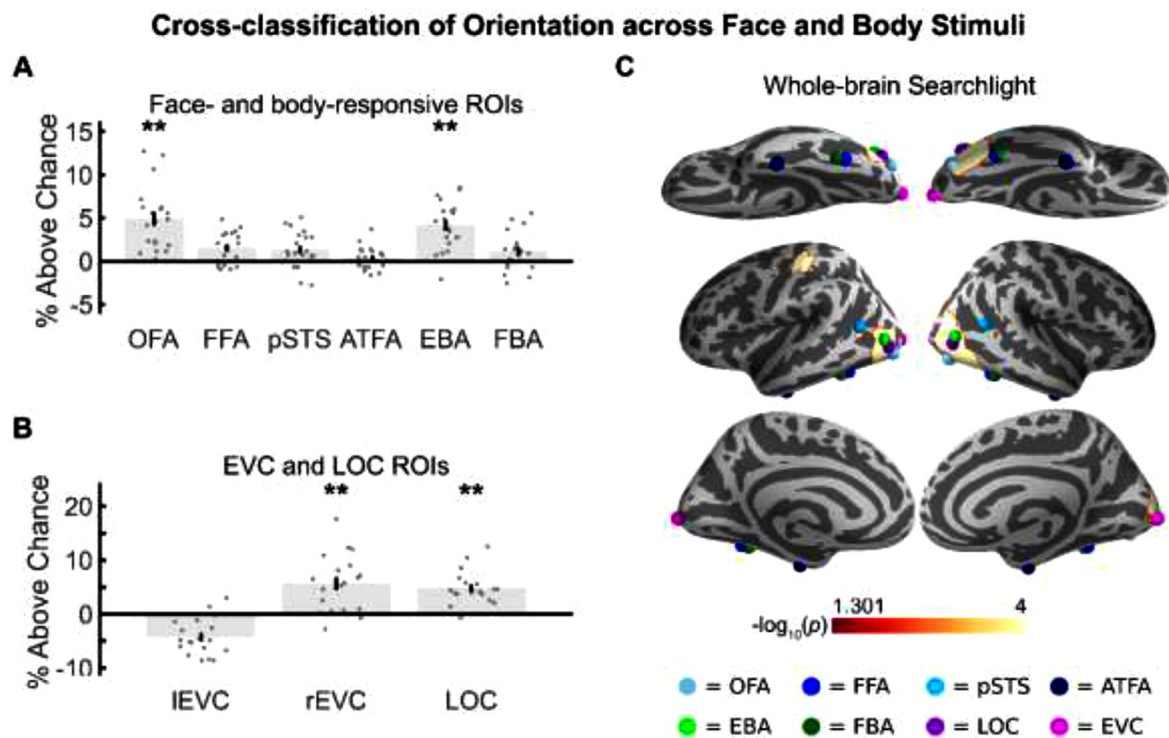 Cross-classification of Orientation across Face and Body Stimuli
A
Face- and body-responsive ROIs
**
**
% Above Chance
15
10
5
0
-5
OFA FFA pSTS ATFA EBA FBA
B
EVC and LOC ROIs
**
**
% Above Chance
20
10
0
-10
lEVC rEVC LOC
C
Whole-brain Searchlight
1.301 4
-log10(p)
= OFA = FFA = pSTS = ATFA
= EBA = FBA = LOC = EVC